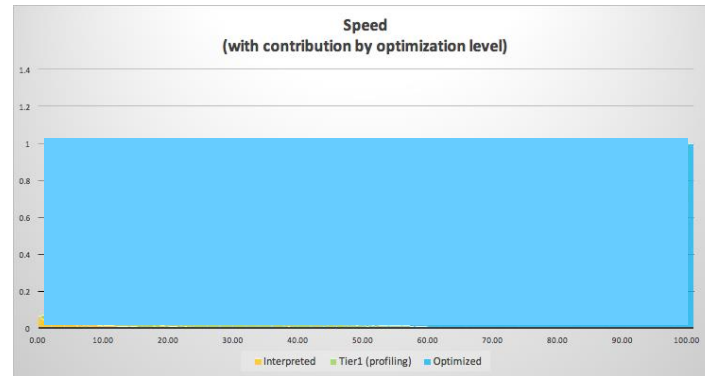 Speed
(with contribution by optimization level)
1.4
1.2
1
0.8
0.6
0.4
0.2
0
0.00 10.00 20.00 30.00 40.00 50.00 60.00 70.00 80.00 90.00 100.00
Interpreted Tier1 (profiling) Optimized